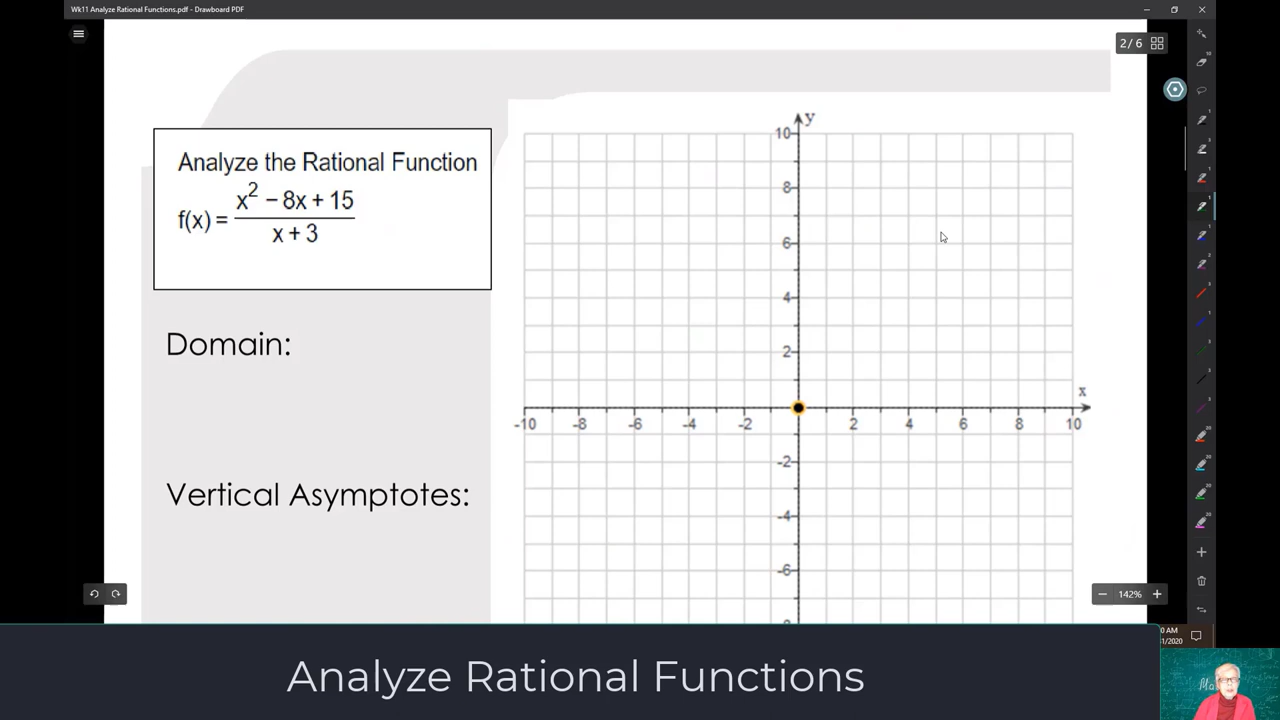 Wk11 Analyze Rational Functions.pdf - Drawboard PDF
2 / 6
Analyze the Rational Function
f(x) = x² − 8x + 15 / x + 3
Domain:
Vertical Asymptotes:
y
10
8
6
4
2
x
-10 -8 -6 -4 -2 2 4 6 8 10
-2
-4
-6
142%
Analyze Rational Functions